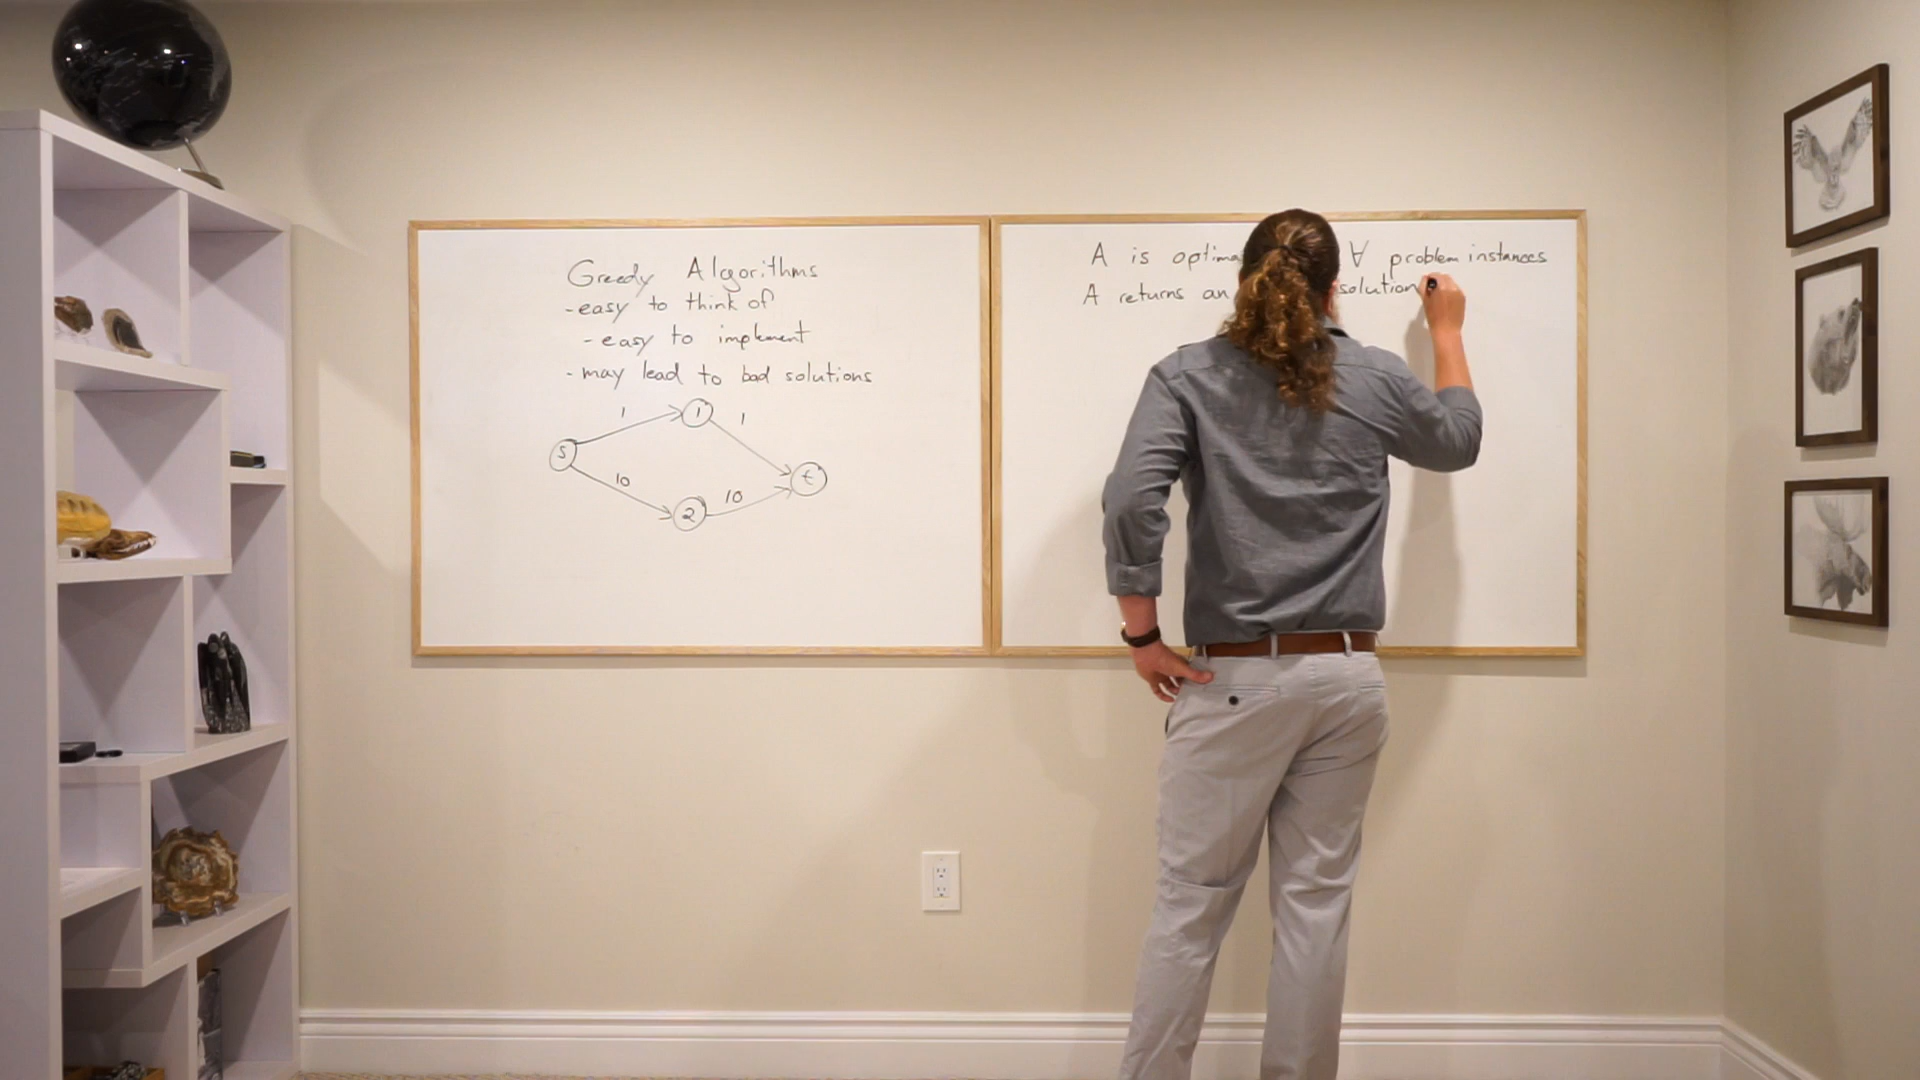 Greedy Algorithms
- easy to think of
- easy to implement
- may lead to bad solutions
1
1
1
S
10
10
t
2
A is optima ∀ problem instances
A returns an solution